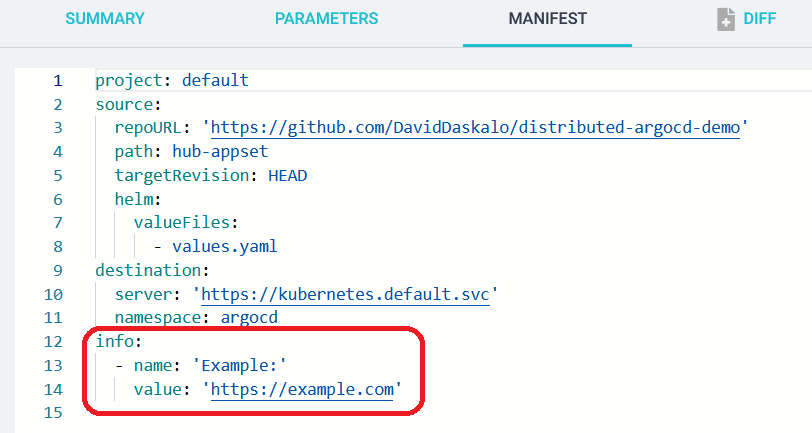 SUMMARY PARAMETERS MANIFEST DIFF
1 project: default
2 source:
3   repoURL: 'https://github.com/DavidDaskalo/distributed-argocd-demo'
4   path: hub-appset
5   targetRevision: HEAD
6   helm:
7     valueFiles:
8       - values.yaml
9 destination:
10   server: 'https://kubernetes.default.svc'
11   namespace: argocd
12 info:
13   - name: 'Example:'
14     value: 'https://example.com'
15